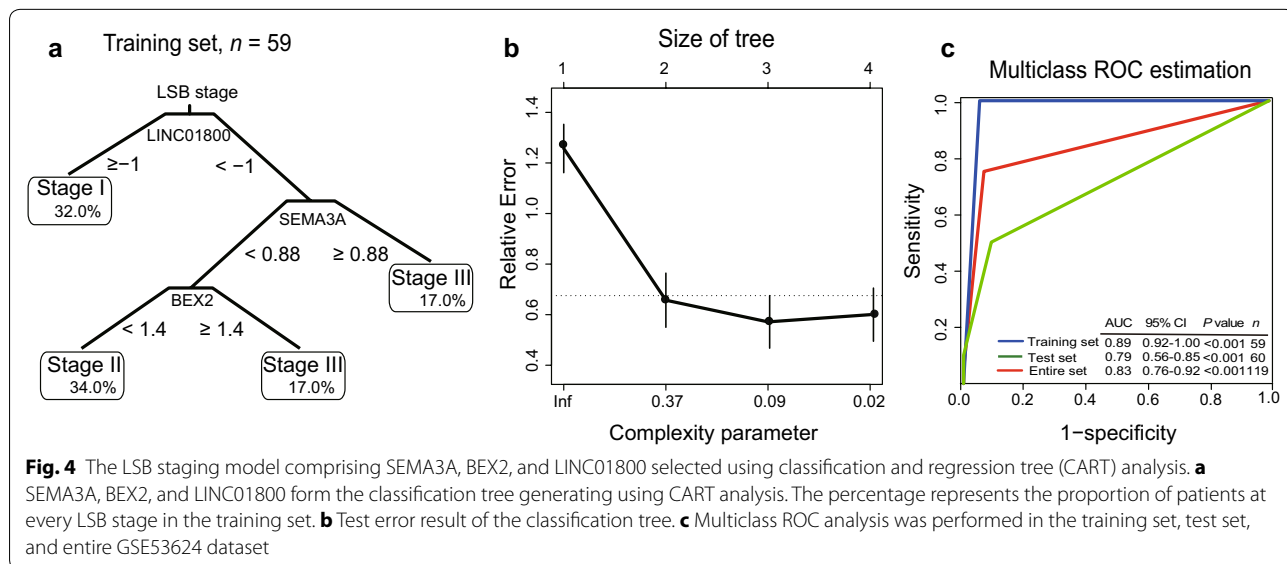 a Training set, n = 59
LSB stage
LINC01800
≥−1 < −1
Stage I
32.0%
SEMA3A
< 0.88 ≥ 0.88
Stage III
17.0%
BEX2
< 1.4 ≥ 1.4
Stage II
34.0%
Stage III
17.0%
b Size of tree
1 2 3 4
Relative Error
1.4
1.2
1.0
0.8
0.6
0.4
Inf 0.37 0.09 0.02
Complexity parameter
c Multiclass ROC estimation
Sensitivity
1.0
0.8
0.6
0.4
0.2
AUC 95% CI P value n
Training set 0.89 0.92-1.00 <0.001 59
Test set 0.79 0.56-0.85 <0.001 60
Entire set 0.83 0.76-0.92 <0.001119
0.0 0.2 0.4 0.6 0.8 1.0
1−specificity
Fig. 4 The LSB staging model comprising SEMA3A, BEX2, and LINC01800 selected using classification and regression tree (CART) analysis. a
SEMA3A, BEX2, and LINC01800 form the classification tree generating using CART analysis. The percentage represents the proportion of patients at
every LSB stage in the training set. b Test error result of the classification tree. c Multiclass ROC analysis was performed in the training set, test set,
and entire GSE53624 dataset